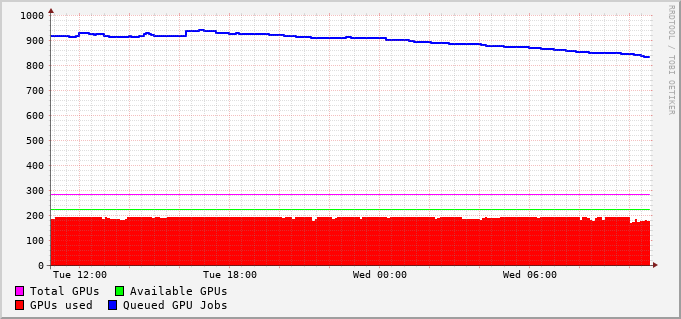 1000
900
800
700
600
500
400
300
200
100
0
Tue 12:00 Tue 18:00 Wed 00:00 Wed 06:00
Total GPUs Available GPUs
GPUs used Queued GPU Jobs
RRDTOOL / TOBI OETIKER